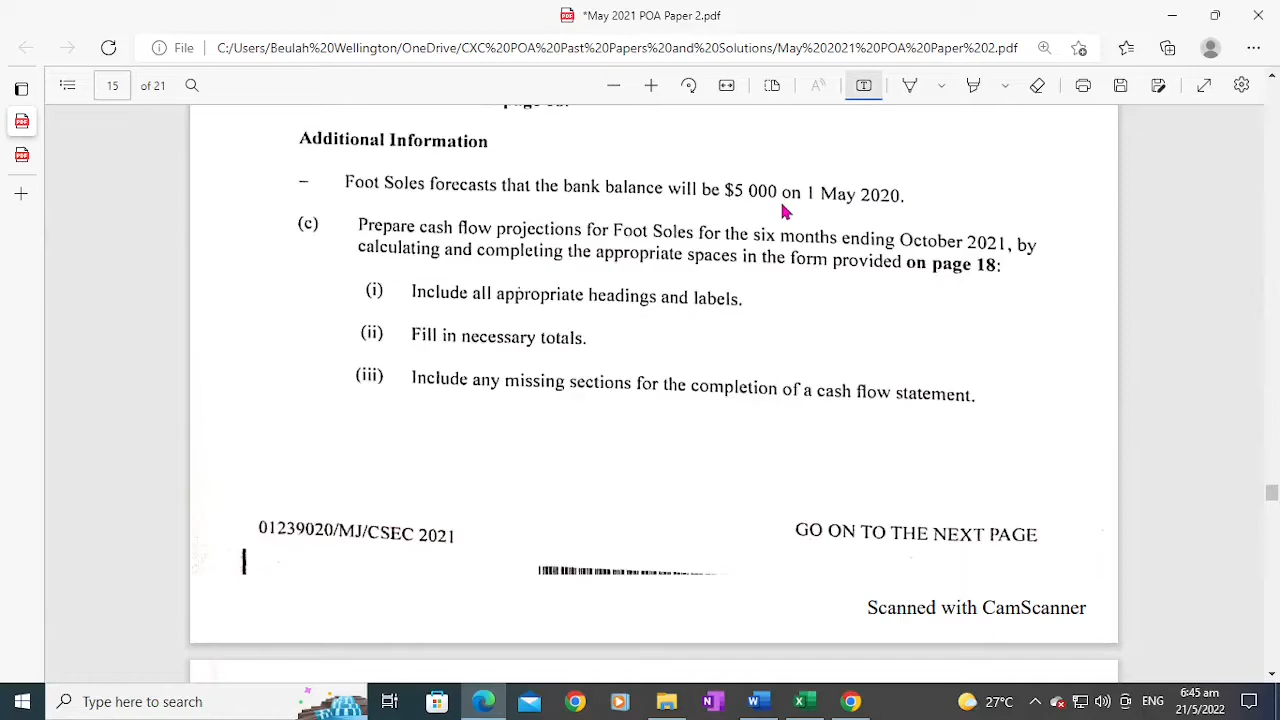 *May 2021 POA Paper 2.pdf
File C:/Users/Beulah%20Wellington/OneDrive/CXC%20POA%20Past%20Papers%20and%20Solutions/May%202021%20POA%20Paper%202.pdf
15 of 21
Additional Information
– Foot Soles forecasts that the bank balance will be $5 000 on 1 May 2020.
(c) Prepare cash flow projections for Foot Soles for the six months ending October 2021, by
calculating and completing the appropriate spaces in the form provided on page 18:
(i) Include all appropriate headings and labels.
(ii) Fill in necessary totals.
(iii) Include any missing sections for the completion of a cash flow statement.
01239020/MJ/CSEC 2021
GO ON TO THE NEXT PAGE
Scanned with CamScanner
Type here to search
27°C
ENG
6:45 am
21/5/2022